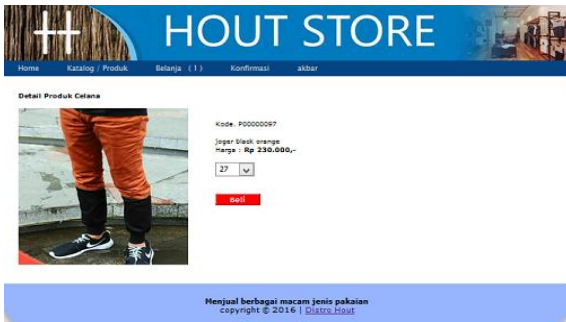 HOUT STORE
Home Katalog / Produk Belanja ( 1 ) Konfirmasi akbar
Detail Produk Celana
Kode. P00000097
joger black orange
Harga : Rp 230.000,-
27
Beli
Menjual berbagai macam jenis pakaian
copyright © 2016 | Distro Hout